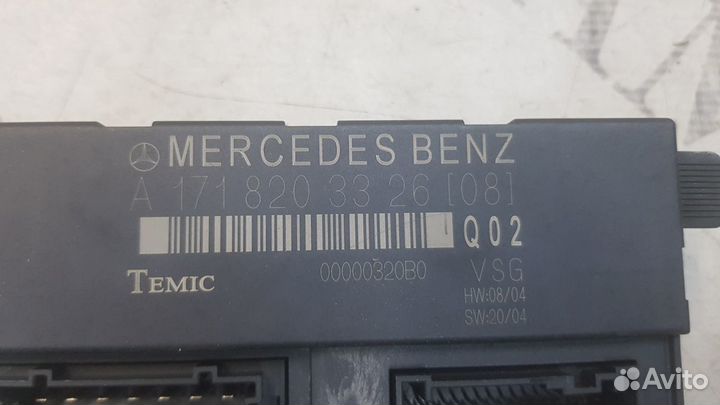 MERCEDES BENZ
A 171 820 33 26 [08]
Q02
TEMIC 00000320B0 VSG
HW:08/04
SW:20/04
Avito